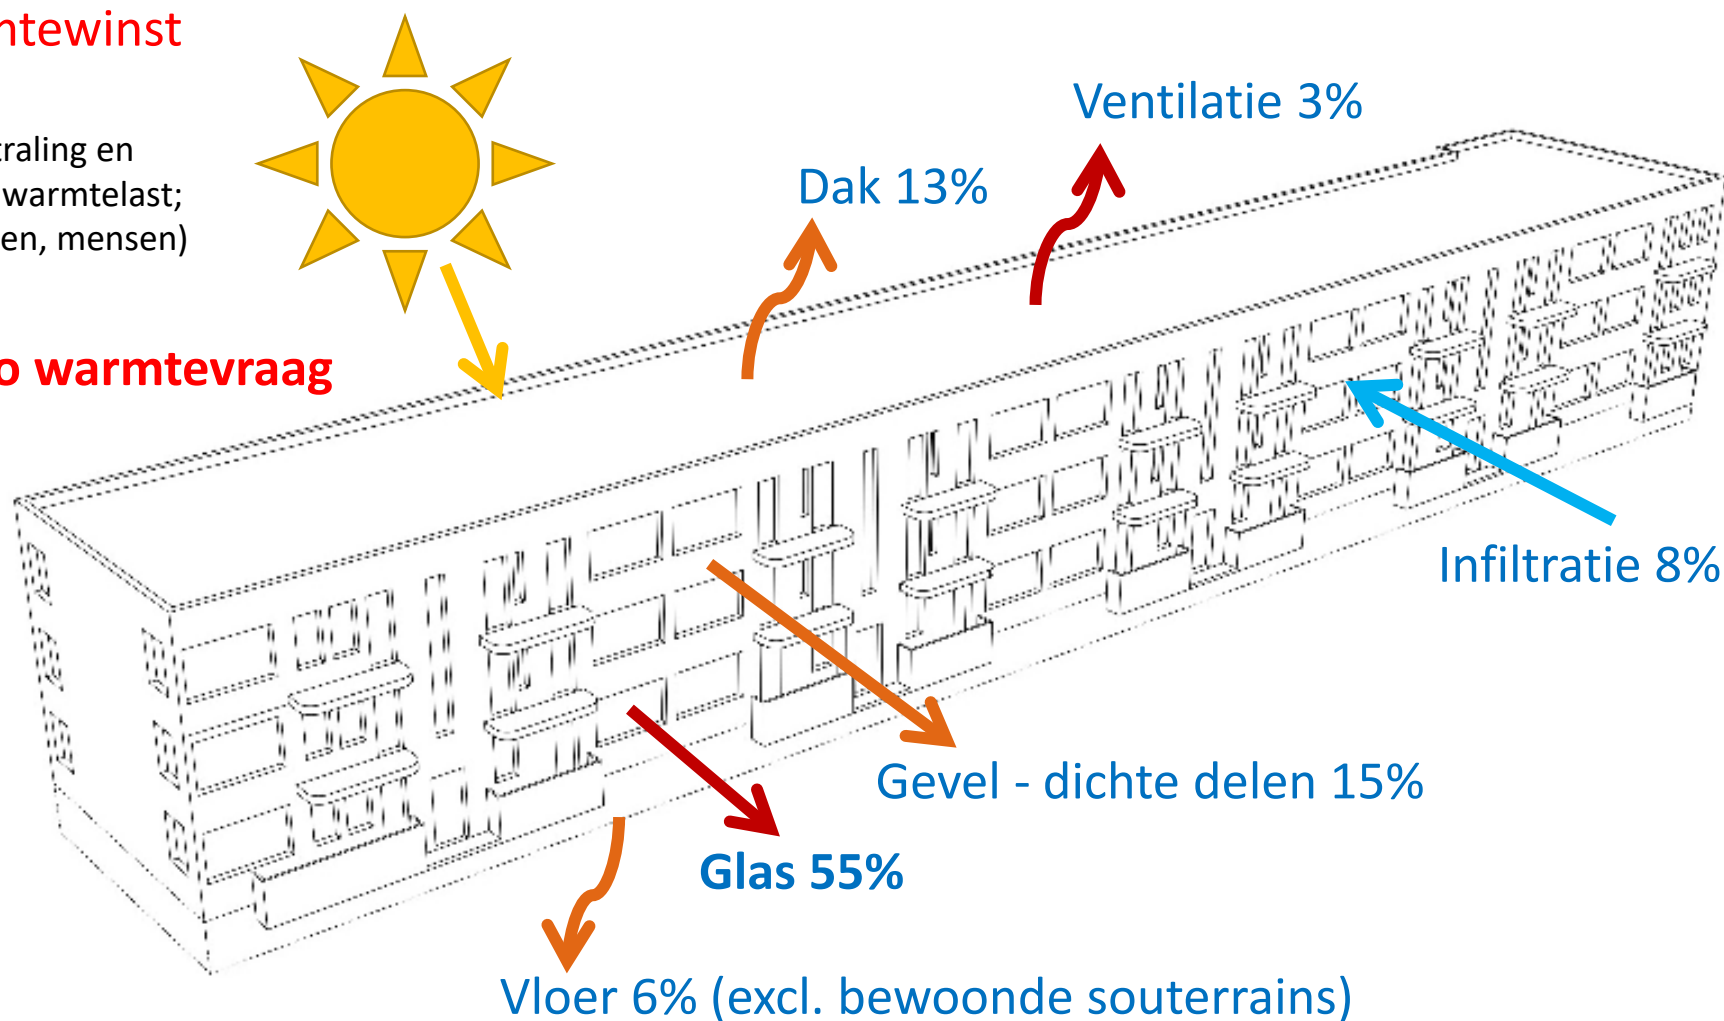 ntewinst
Ventilatie 3%
traling en
warmtelast;
en, mensen)
Dak 13%
o warmtevraag
Infiltratie 8%
Gevel - dichte delen 15%
Glas 55%
Vloer 6% (excl. bewoonde souterrains)